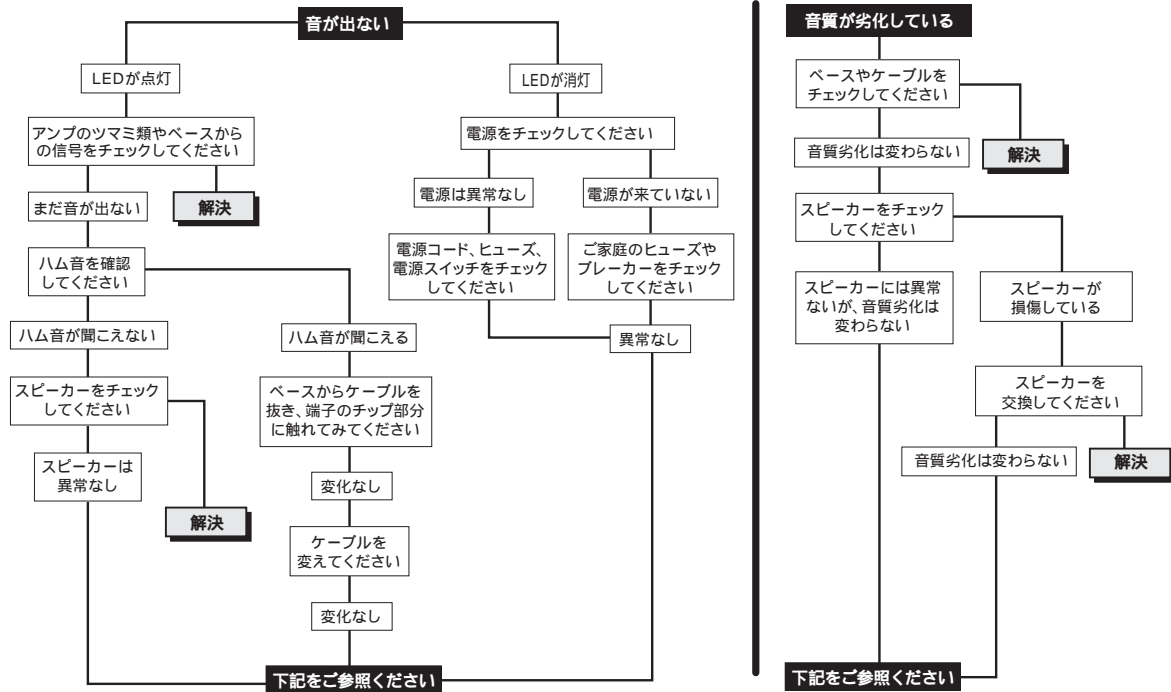 音が出ない
LEDが点灯
LEDが消灯
アンプのツマミ類やベースから
の信号をチェックしてください
電源をチェックしてください
まだ音が出ない
解決
電源は異常なし
電源が来ていない
ハム音を確認
してください
電源コード、ヒューズ、
電源スイッチをチェック
してください
ご家庭のヒューズや
ブレーカーをチェック
してください
ハム音が聞こえない
ハム音が聞こえる
異常なし
スピーカーをチェック
してください
ベースからケーブルを
抜き、端子のチップ部分
に触れてみてください
スピーカーは
異常なし
解決
変化なし
ケーブルを
変えてください
変化なし
下記をご参照ください
音質が劣化している
ベースやケーブルを
チェックしてください
音質劣化は変わらない
解決
スピーカーをチェック
してください
スピーカーには異常
ないが、音質劣化は
変わらない
スピーカーが
損傷している
スピーカーを
交換してください
音質劣化は変わらない
解決
下記をご参照ください